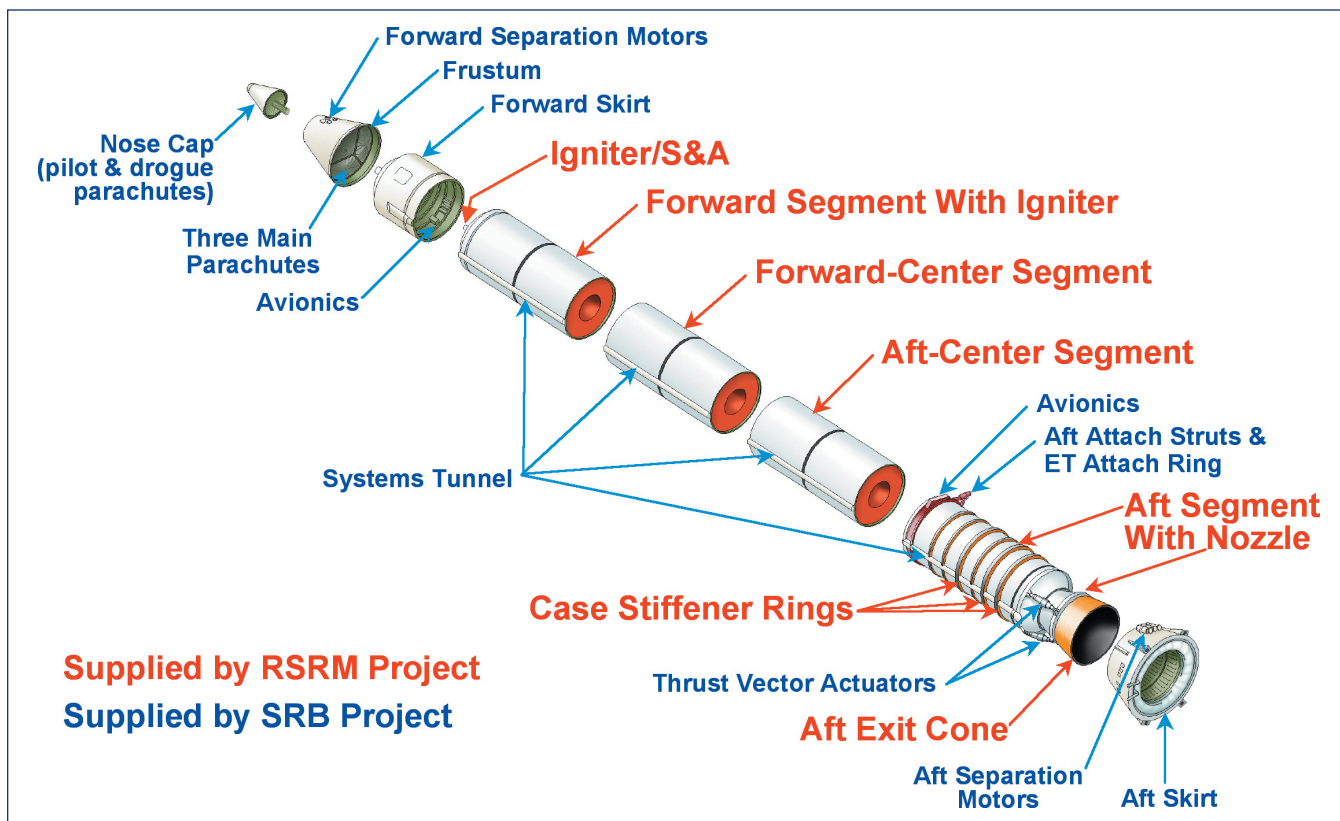 Forward Separation Motors
Frustum
Forward Skirt
Nose Cap
(pilot & drogue
parachutes)
Igniter/S&A
Forward Segment With Igniter
Three Main
Parachutes
Avionics
Forward-Center Segment
Aft-Center Segment
Avionics
Aft Attach Struts &
ET Attach Ring
Systems Tunnel
Aft Segment
With Nozzle
Case Stiffener Rings
Supplied by RSRM Project
Supplied by SRB Project
Thrust Vector Actuators
Aft Exit Cone
Aft Separation
Motors
Aft Skirt